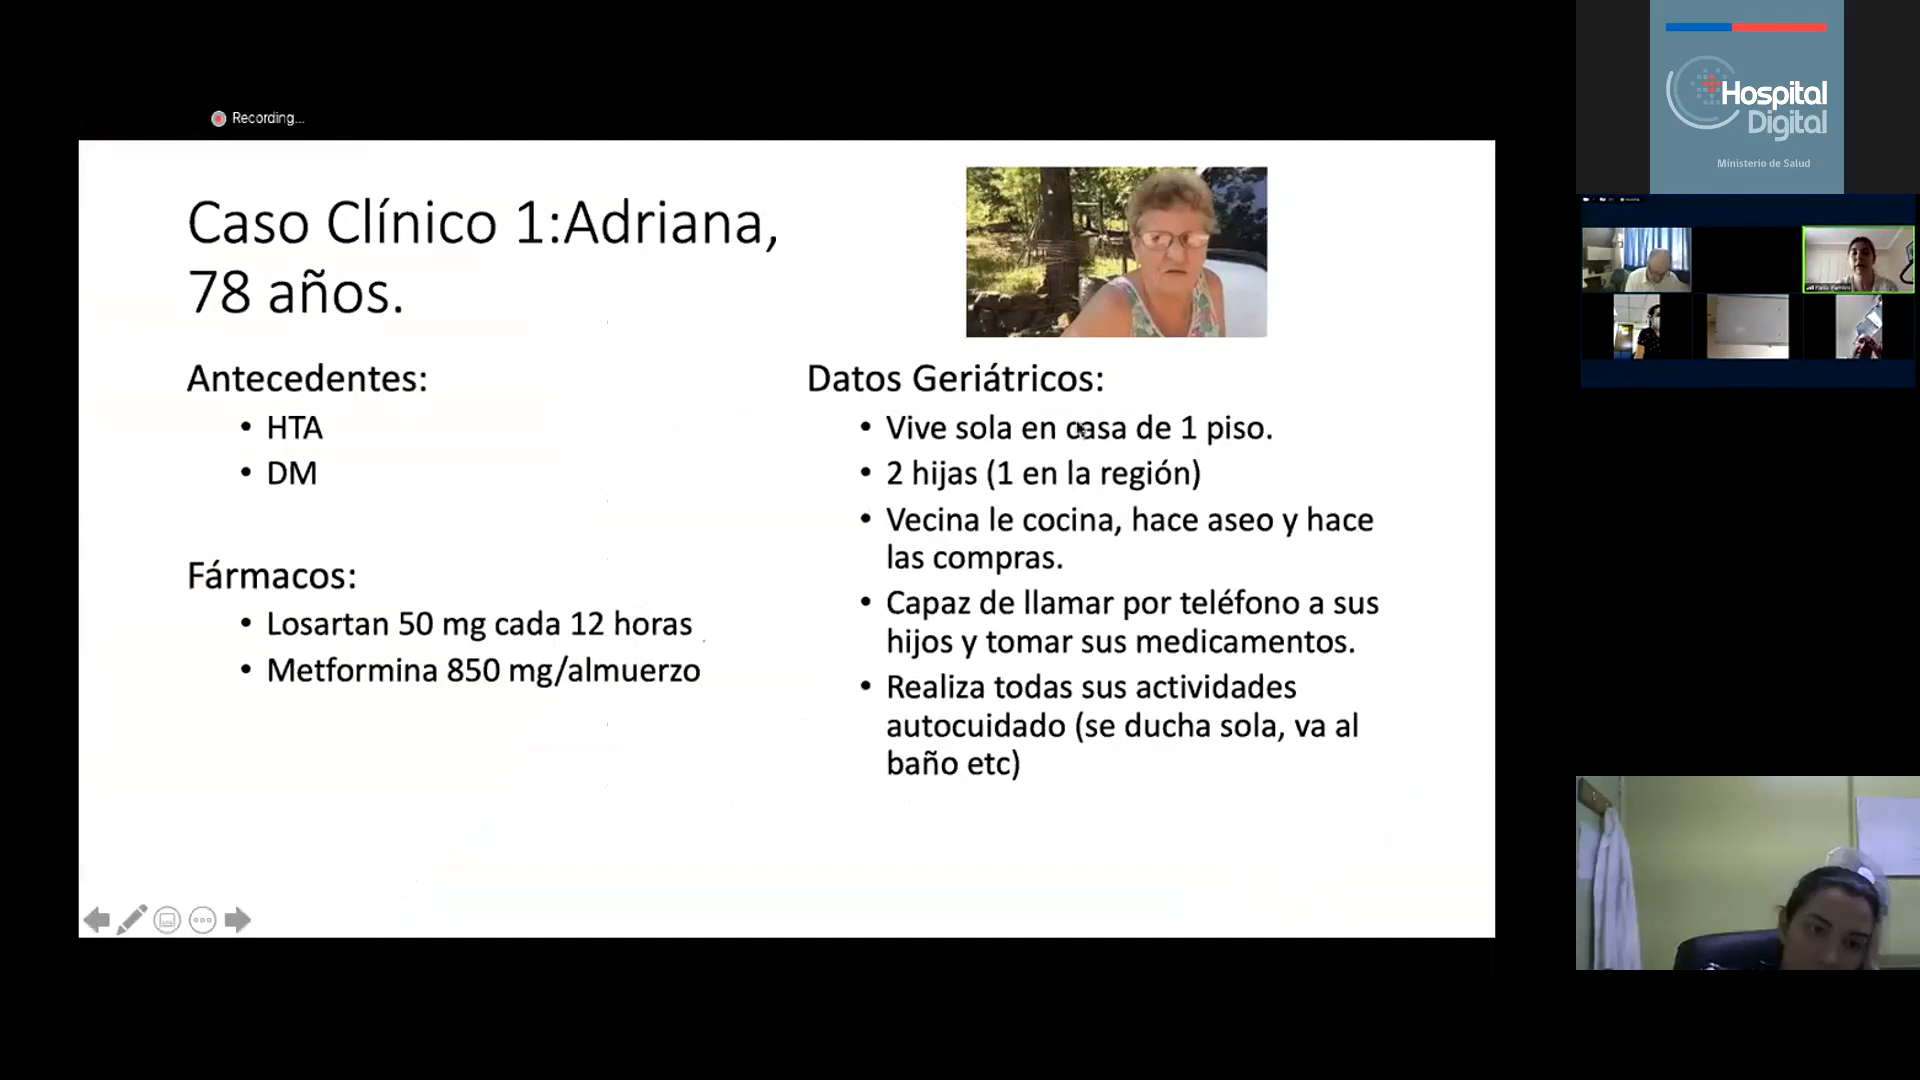 Recording...
Caso Clínico 1:Adriana,
78 años.
Antecedentes:
• HTA
• DM
Fármacos:
• Losartan 50 mg cada 12 horas
• Metformina 850 mg/almuerzo
Datos Geriátricos:
• Vive sola en casa de 1 piso.
• 2 hijas (1 en la región)
• Vecina le cocina, hace aseo y hace
las compras.
• Capaz de llamar por teléfono a sus
hijos y tomar sus medicamentos.
• Realiza todas sus actividades
autocuidado (se ducha sola, va al
baño etc)
Hospital
Digital
Ministerio de Salud